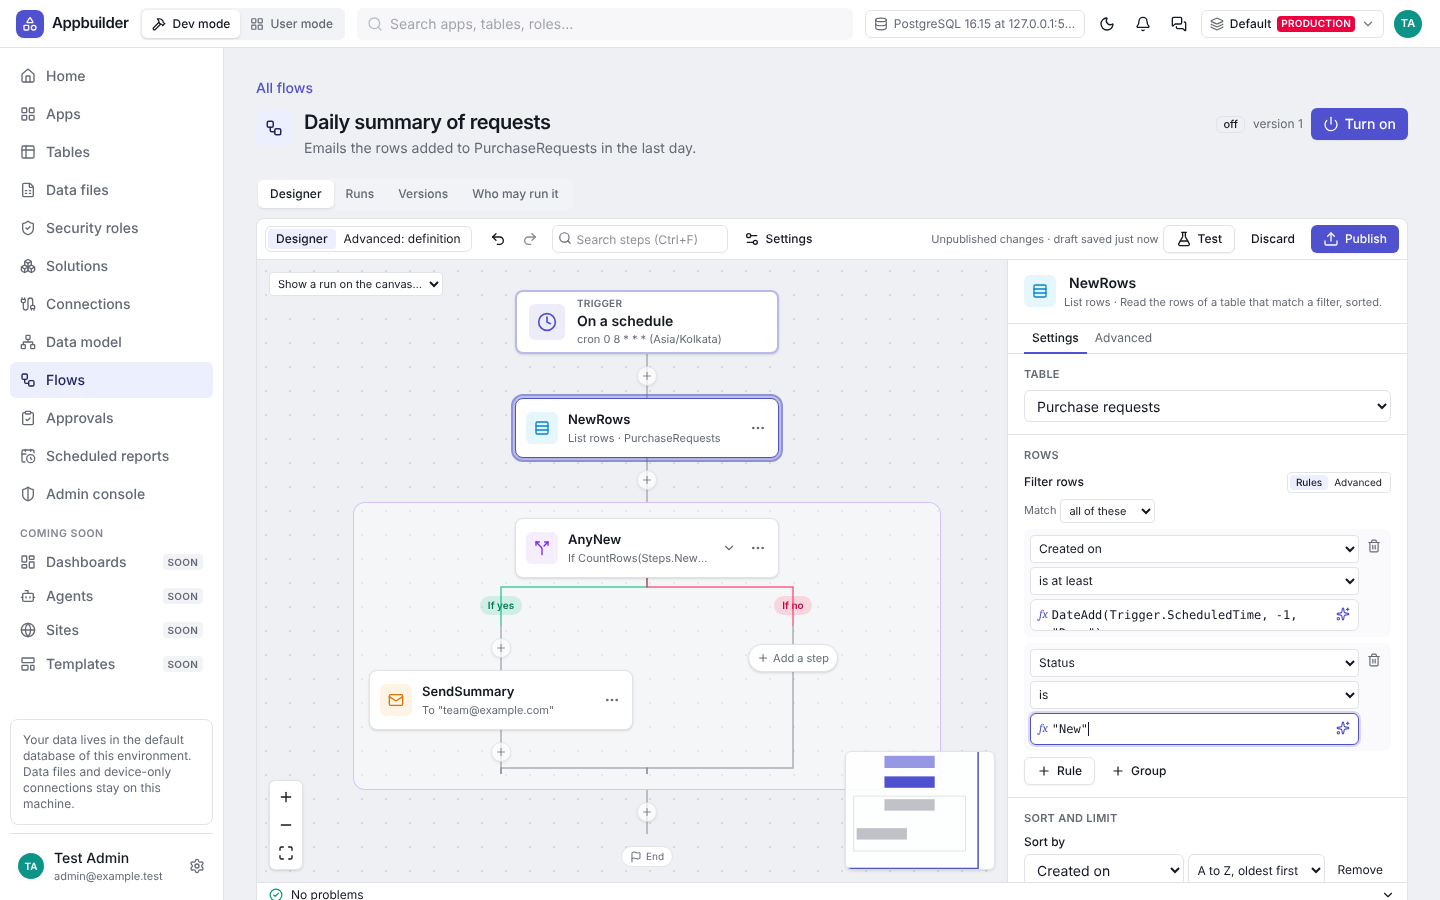 Appbuilder
Dev mode
User mode
Search apps, tables, roles...
PostgreSQL 16.15 at 127.0.0.1:5...
Default PRODUCTION
TA
Home
Apps
Tables
Data files
Security roles
Solutions
Connections
Data model
Flows
Approvals
Scheduled reports
Admin console
COMING SOON
Dashboards SOON
Agents SOON
Sites SOON
Templates SOON
Your data lives in the default
database of this environment.
Data files and device-only
connections stay on this
machine.
TA
Test Admin
admin@example.test
All flows
Daily summary of requests
Emails the rows added to PurchaseRequests in the last day.
off version 1 Turn on
Designer Runs Versions Who may run it
Designer Advanced: definition
Search steps (Ctrl+F)
Settings
Unpublished changes · draft saved just now
Test
Discard
Publish
Show a run on the canvas...
TRIGGER
On a schedule
cron 0 8 * * * (Asia/Kolkata)
NewRows
List rows · PurchaseRequests
AnyNew
If CountRows(Steps.New...
If yes
If no
Add a step
SendSummary
To "team@example.com"
End
No problems
NewRows
List rows · Read the rows of a table that match a filter, sorted.
Settings Advanced
TABLE
Purchase requests
ROWS
Filter rows
Rules Advanced
Match all of these
Created on
is at least
fx DateAdd(Trigger.ScheduledTime, -1,
Status
is
fx "New"
Rule
Group
SORT AND LIMIT
Sort by
Created on
A to Z, oldest first
Remove